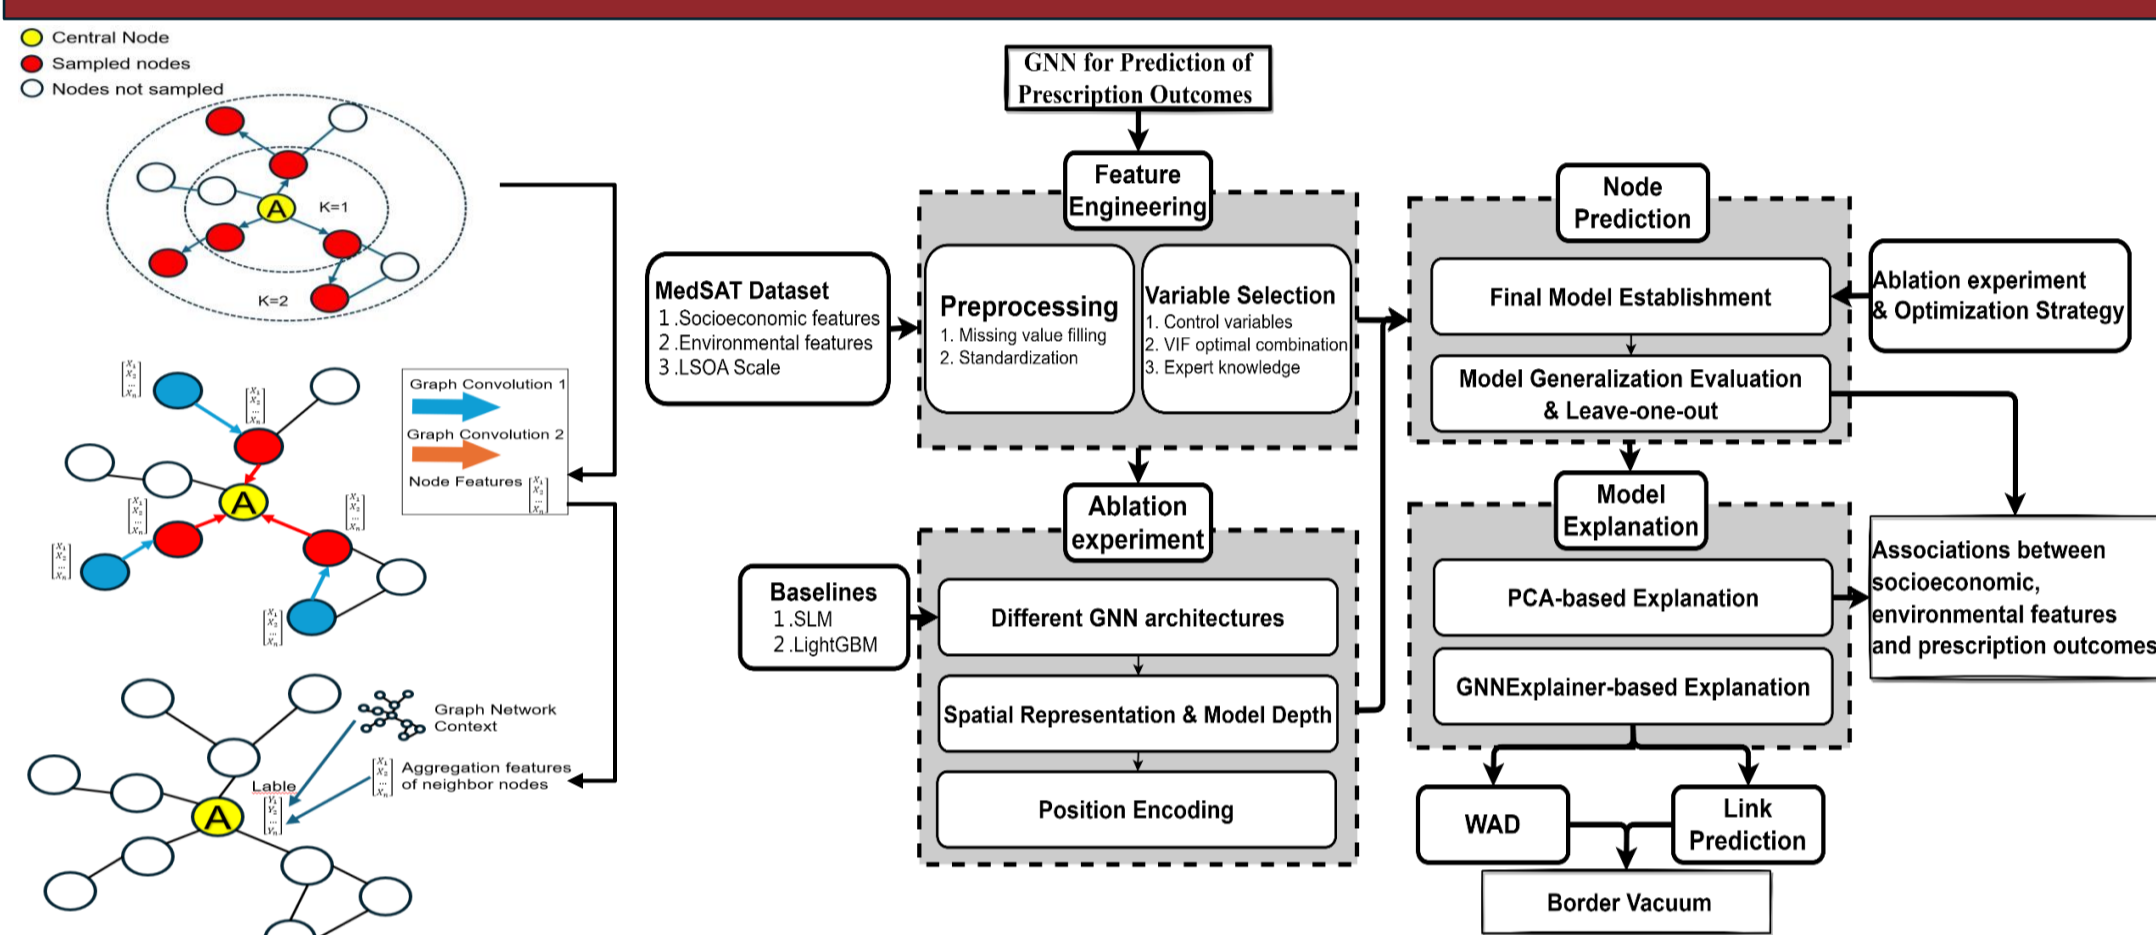 Central Node
Sampled nodes
Nodes not sampled
A
K=1
K=2
Graph Convolution 1
Graph Convolution 2
Node Features
A
Graph Network
Context
Aggregation features
of neighbor nodes
Lable
A
GNN for Prediction of
Prescription Outcomes
Feature
Engineering
MedSAT Dataset
1.Socioeconomic features
2.Environmental features
3.LSOA Scale
Preprocessing
1. Missing value filling
2. Standardization
Variable Selection
1. Control variables
2. VIF optimal combination
3. Expert knowledge
Ablation
experiment
Baselines
1.SLM
2.LightGBM
Different GNN architectures
Spatial Representation & Model Depth
Position Encoding
Node
Prediction
Final Model Establishment
Model Generalization Evaluation
& Leave-one-out
Ablation experiment
& Optimization Strategy
Model
Explanation
PCA-based Explanation
GNNExplainer-based Explanation
Associations between
socioeconomic,
environmental features
and prescription outcomes
WAD
Link
Prediction
Border Vacuum